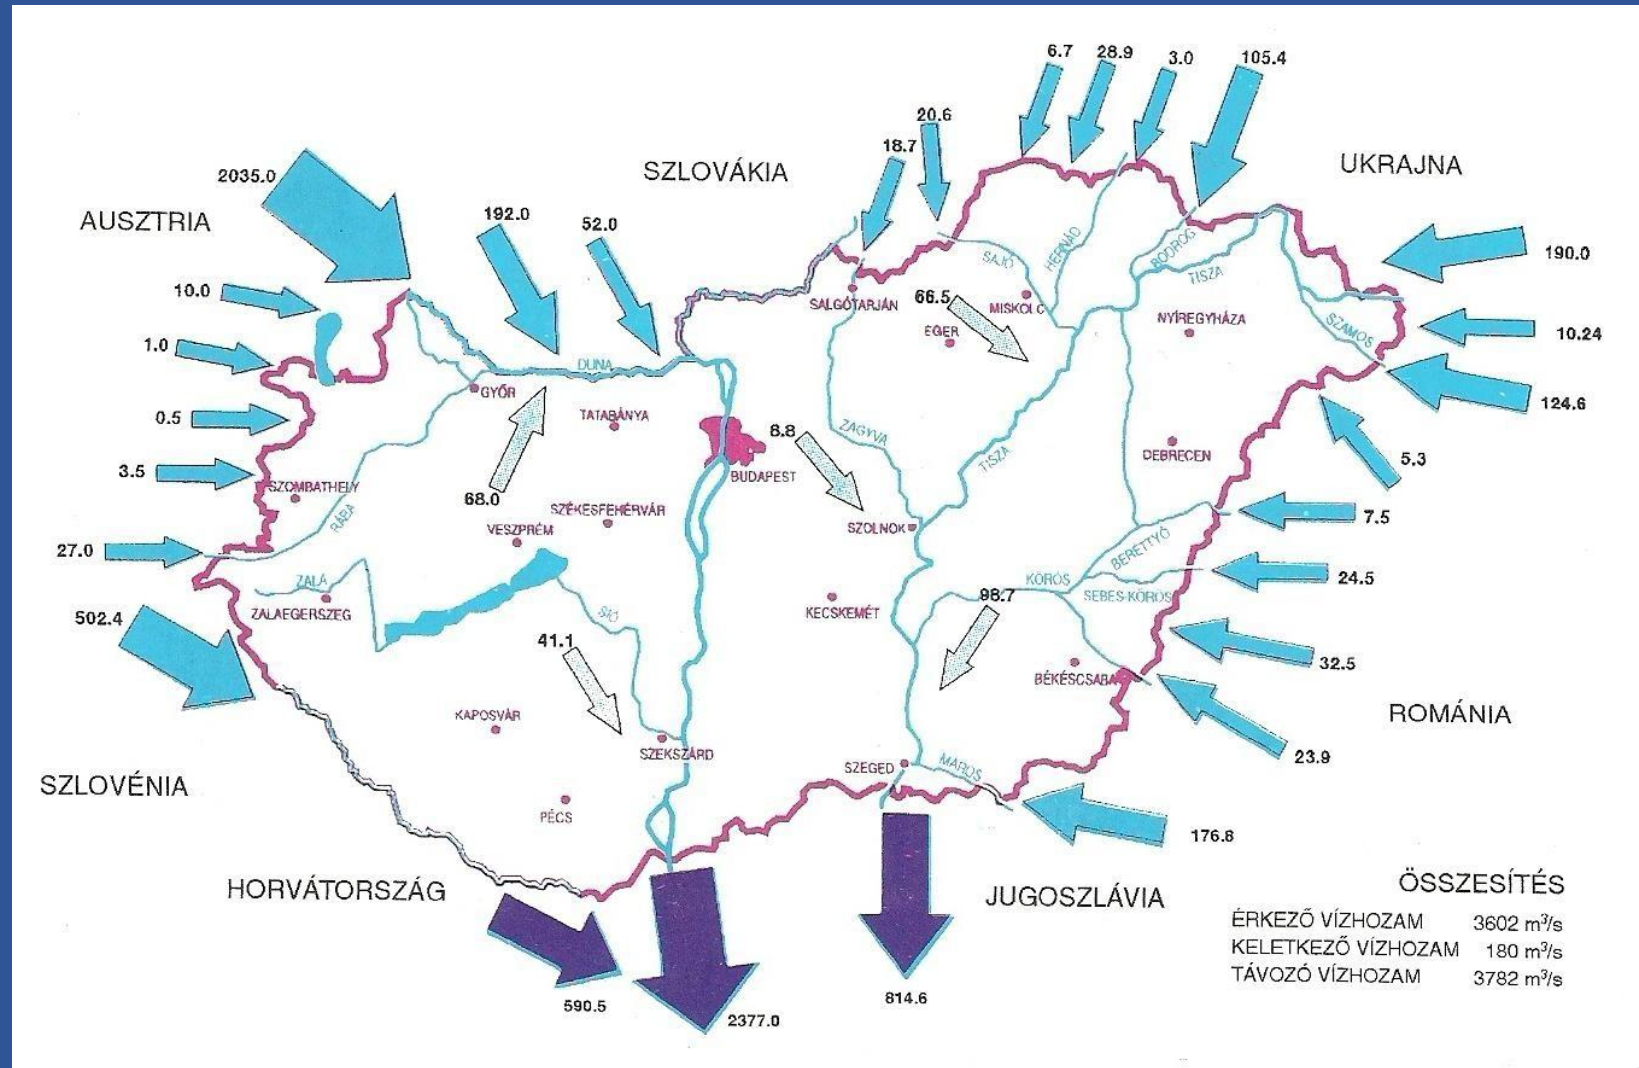 6.7
28.9
3.0
105.4
20.6
18.7
SZLOVÁKIA
UKRAJNA
2035.0
AUSZTRIA
192.0
52.0
190.0
10.0
10.24
1.0
124.6
0.5
5.3
3.5
7.5
27.0
24.5
502.4
32.5
23.9
176.8
66.5
68.0
8.8
98.7
41.1
SAJÓ
HERNÁD
BODROG
TISZA
SZAMOS
SALGÓTARJÁN
MISKOLC
EGER
NYÍREGYHÁZA
DUNA
GYŐR
TATABÁNYA
ZAGYVA
TISZA
DEBRECEN
BUDAPEST
SZOMBATHELY
RÁBA
SZÉKESFEHÉRVÁR
VESZPRÉM
SZOLNOK
BERETTYÓ
KÖRÖS
SEBES-KÖRÖS
ZALA
ZALAEGERSZEG
SIÓ
KECSKEMÉT
BÉKÉSCSABA
KAPOSVÁR
SZEKSZÁRD
SZEGED
MAROS
PÉCS
ROMÁNIA
SZLOVÉNIA
HORVÁTORSZÁG
JUGOSZLÁVIA
590.5
2377.0
814.6
ÖSSZESÍTÉS
ÉRKEZŐ VÍZHOZAM 3602 m³/s
KELETKEZŐ VÍZHOZAM 180 m³/s
TÁVOZÓ VÍZHOZAM 3782 m³/s